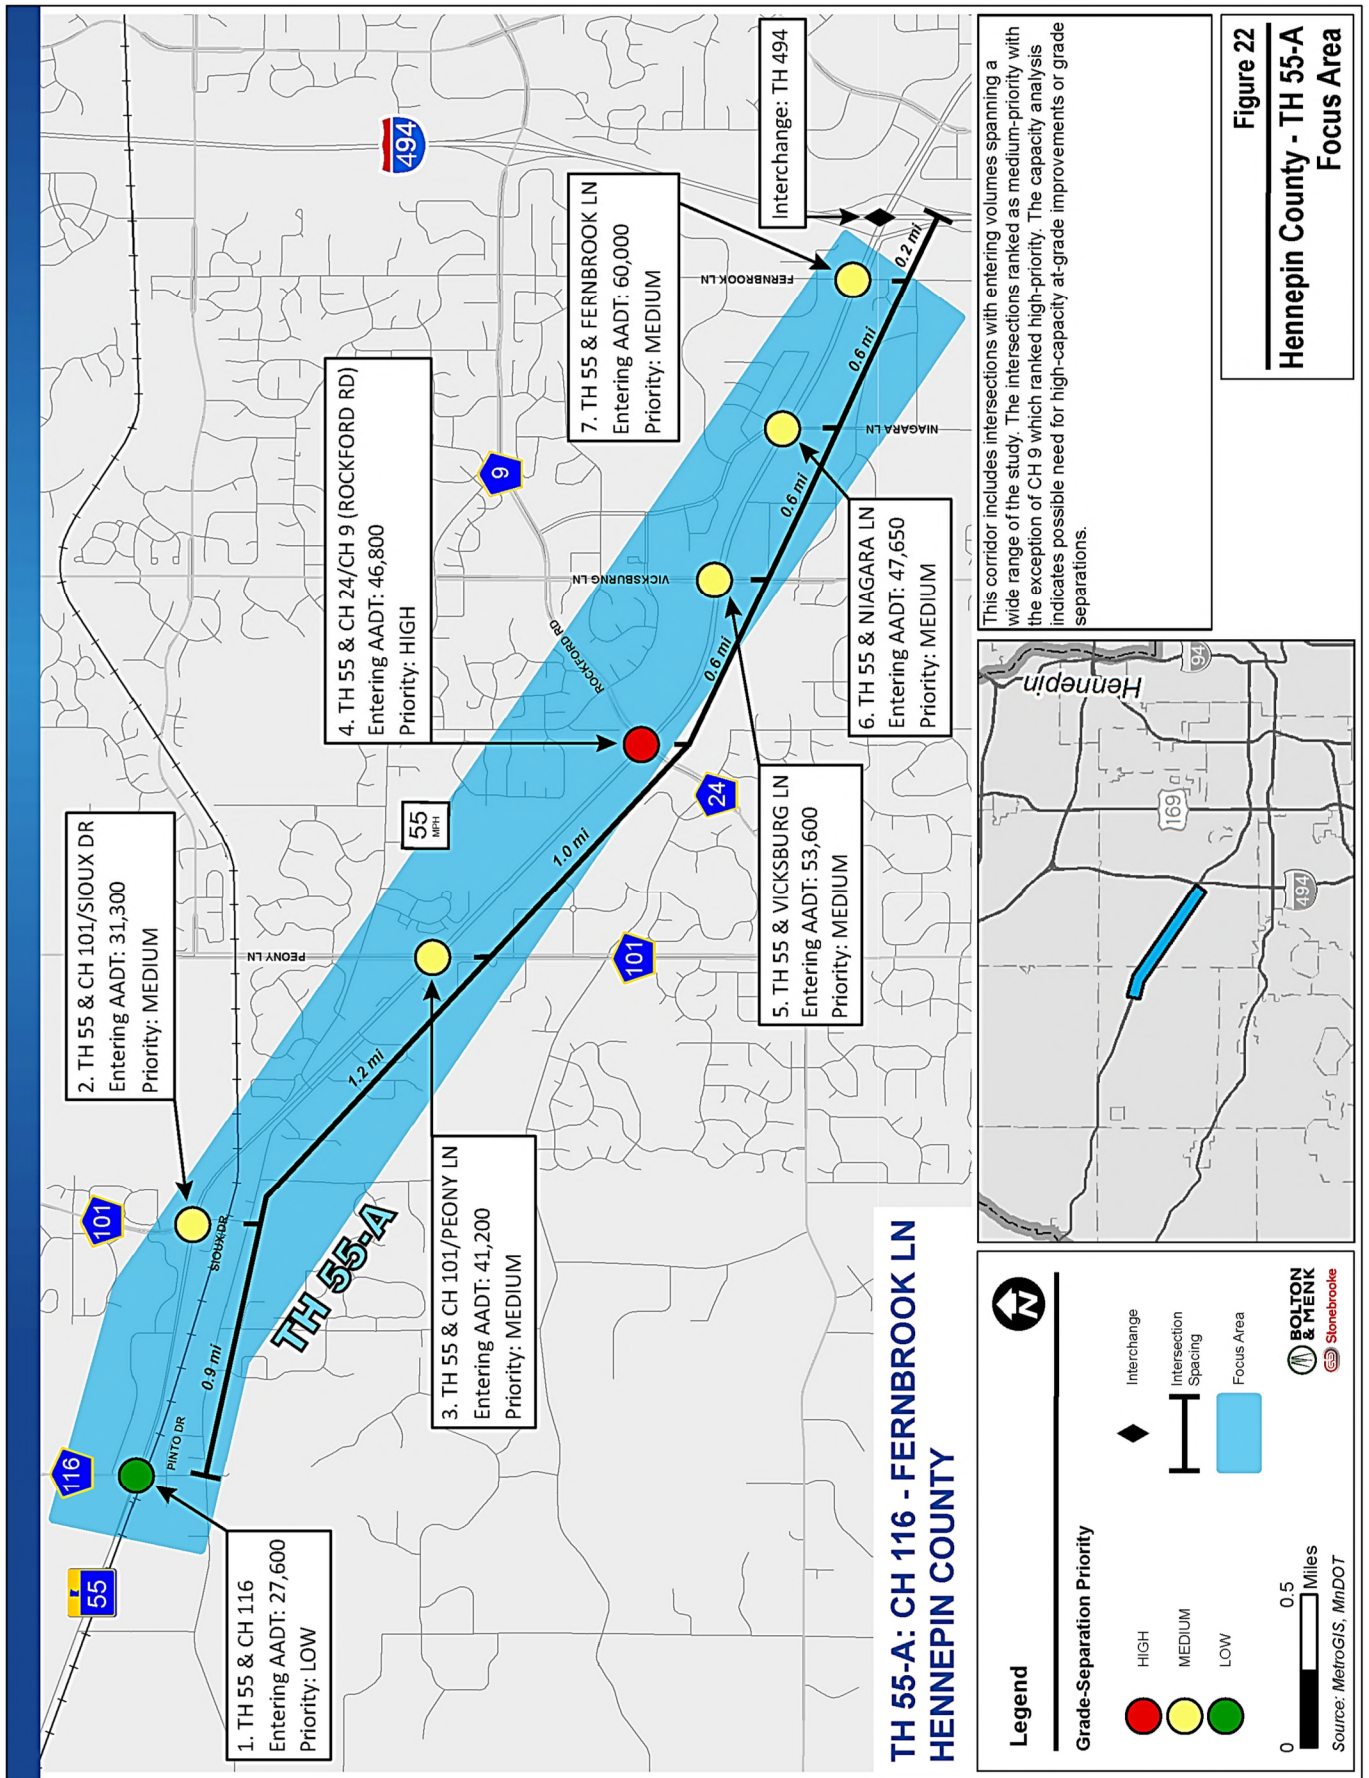 55
116
101
494
1. TH 55 & CH 116
Entering AADT: 27,600
Priority: LOW
2. TH 55 & CH 101/SIOUX DR
Entering AADT: 31,300
Priority: MEDIUM
3. TH 55 & CH 101/PEONY LN
Entering AADT: 41,200
Priority: MEDIUM
4. TH 55 & CH 24/CH 9 (ROCKFORD RD)
Entering AADT: 46,800
Priority: HIGH
5. TH 55 & VICKSBURG LN
Entering AADT: 53,600
Priority: MEDIUM
6. TH 55 & NIAGARA LN
Entering AADT: 47,650
Priority: MEDIUM
7. TH 55 & FERNBROOK LN
Entering AADT: 60,000
Priority: MEDIUM
Interchange: TH 494
PINTO DR
SIOUX DR
PEONY LN
ROCKFORD RD
VICKSBURG LN
NIAGARA LN
FERNBROOK LN
0.9 mi
1.2 mi
1.0 mi
0.6 mi
0.6 mi
0.6 mi
0.2 mi
55
MPH
9
24
101
TH 55-A
TH 55-A: CH 116 - FERNBROOK LN
HENNEPIN COUNTY
Legend
Grade-Separation Priority
HIGH
MEDIUM
LOW
N
Interchange
Intersection
Spacing
Focus Area
0
0.5
Miles
Source: MetroGIS, MnDOT
BOLTON
& MENK
Stonebrooke
Hennepin
94
169
494
This corridor includes intersections with entering volumes spanning a
wide range of the study. The intersections ranked as medium-priority with
the exception of CH 9 which ranked high-priority. The capacity analysis
indicates possible need for high-capacity at-grade improvements or grade
separations.
Figure 22
Hennepin County - TH 55-A
Focus Area